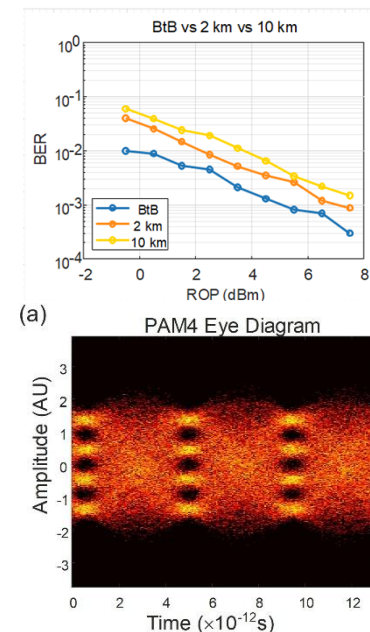 BtB vs 2 km vs 10 km
10^0
10^-1
10^-2
10^-3
10^-4
BER
BtB
2 km
10 km
-2 0 2 4 6 8
ROP (dBm)
(a)
PAM4 Eye Diagram
3
2
1
0
-1
-2
-3
Amplitude (AU)
0 2 4 6 8 10 12
Time (×10^-12s)